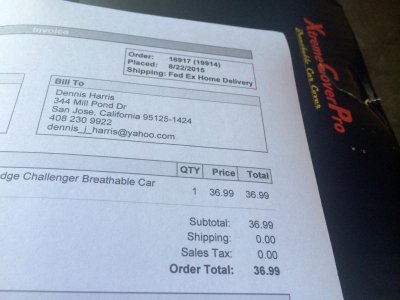 Invoice
Order: 16917 (19914)
Placed: 8/22/2015
Shipping: Fed Ex Home Delivery
Bill To
Dennis Harris
344 Mill Pond Dr
San Jose, California 95125-1424
408 230 9922
dennis_j_harris@yahoo.com
QTY Price Total
dge Challenger Breathable Car 1 36.99 36.99
Subtotal: 36.99
Shipping: 0.00
Sales Tax: 0.00
Order Total: 36.99
XtremeCoverPro
Breathable Car Cover